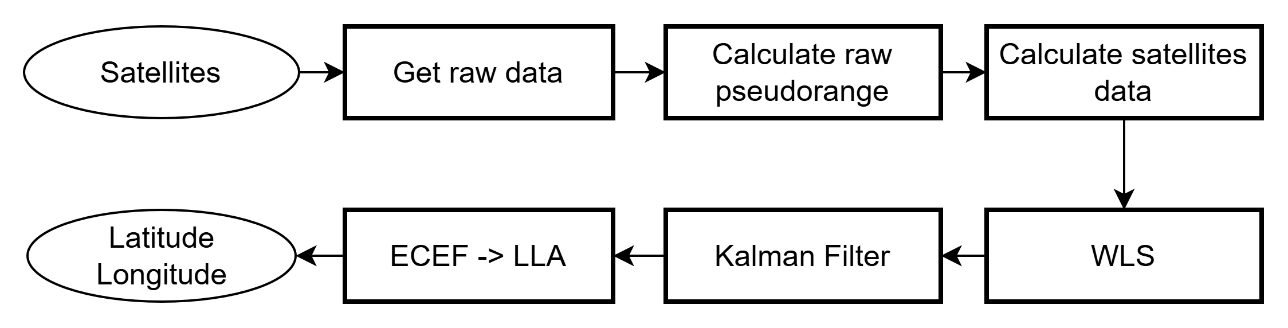 Satellites
Get raw data
Calculate raw
pseudorange
Calculate satellites
data
WLS
Kalman Filter
ECEF -> LLA
Latitude
Longitude